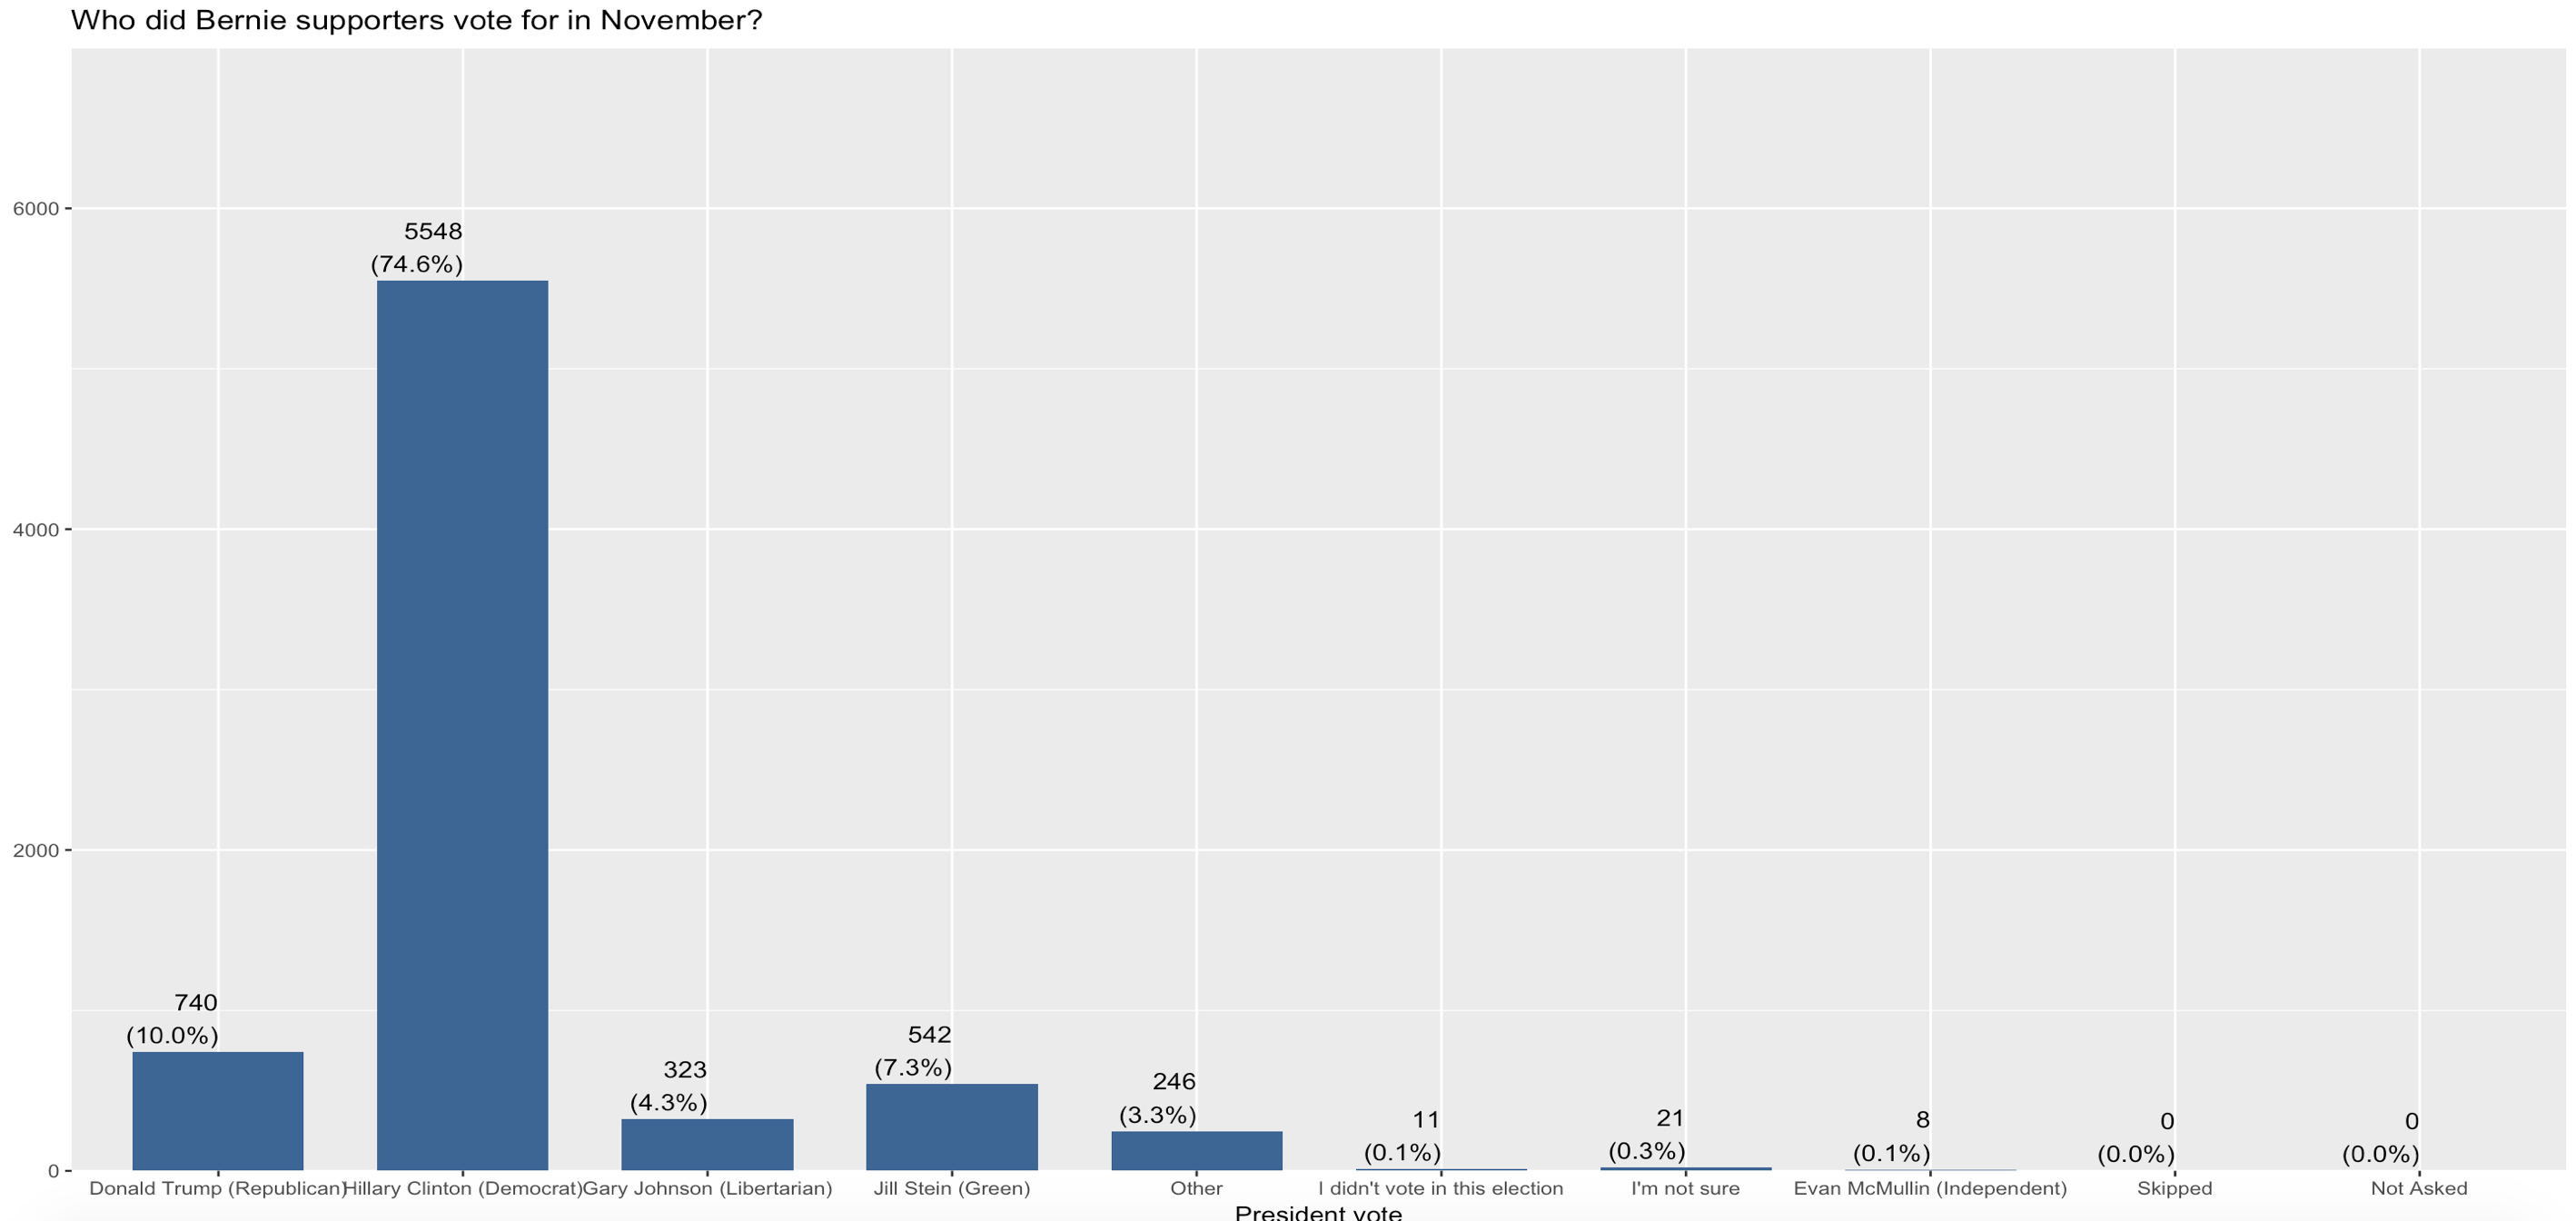 Who did Bernie supporters vote for in November?
6000
4000
2000
0
740
(10.0%)
5548
(74.6%)
323
(4.3%)
542
(7.3%)
246
(3.3%)
11
(0.1%)
21
(0.3%)
8
(0.1%)
0
(0.0%)
0
(0.0%)
Donald Trump (Republican)
Hillary Clinton (Democrat)
Gary Johnson (Libertarian)
Jill Stein (Green)
Other
I didn't vote in this election
I'm not sure
Evan McMullin (Independent)
Skipped
Not Asked
President vote